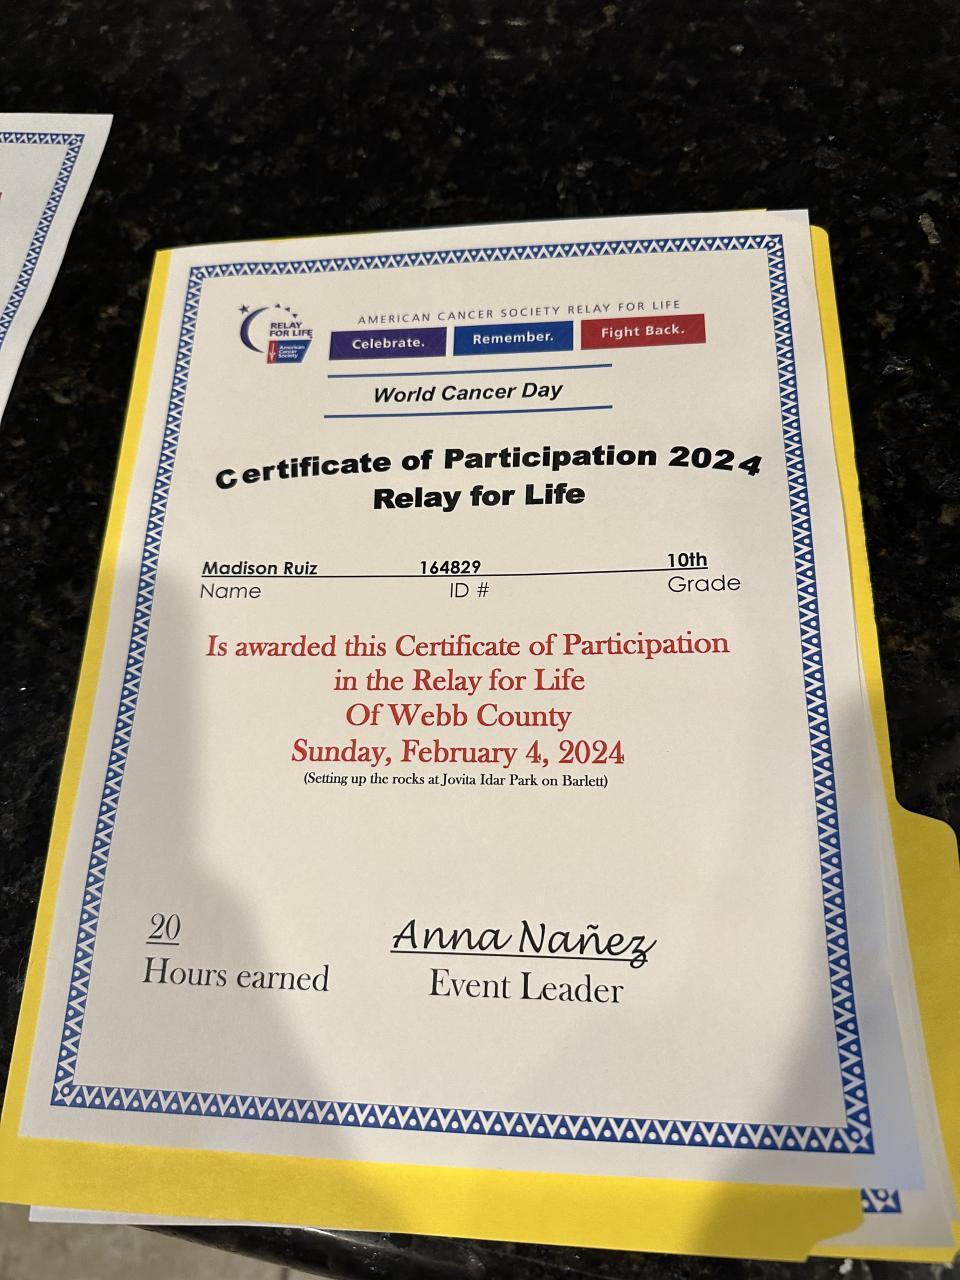 RELAY
FOR LIFE
American
Cancer
Society
AMERICAN CANCER SOCIETY RELAY FOR LIFE
Celebrate. Remember. Fight Back.
World Cancer Day
Certificate of Participation 2024
Relay for Life
Madison Ruiz 164829 10th
Name ID # Grade
Is awarded this Certificate of Participation
in the Relay for Life
Of Webb County
Sunday, February 4, 2024
(Setting up the rocks at Jovita Idar Park on Barlett)
20 Anna Nañez
Hours earned Event Leader